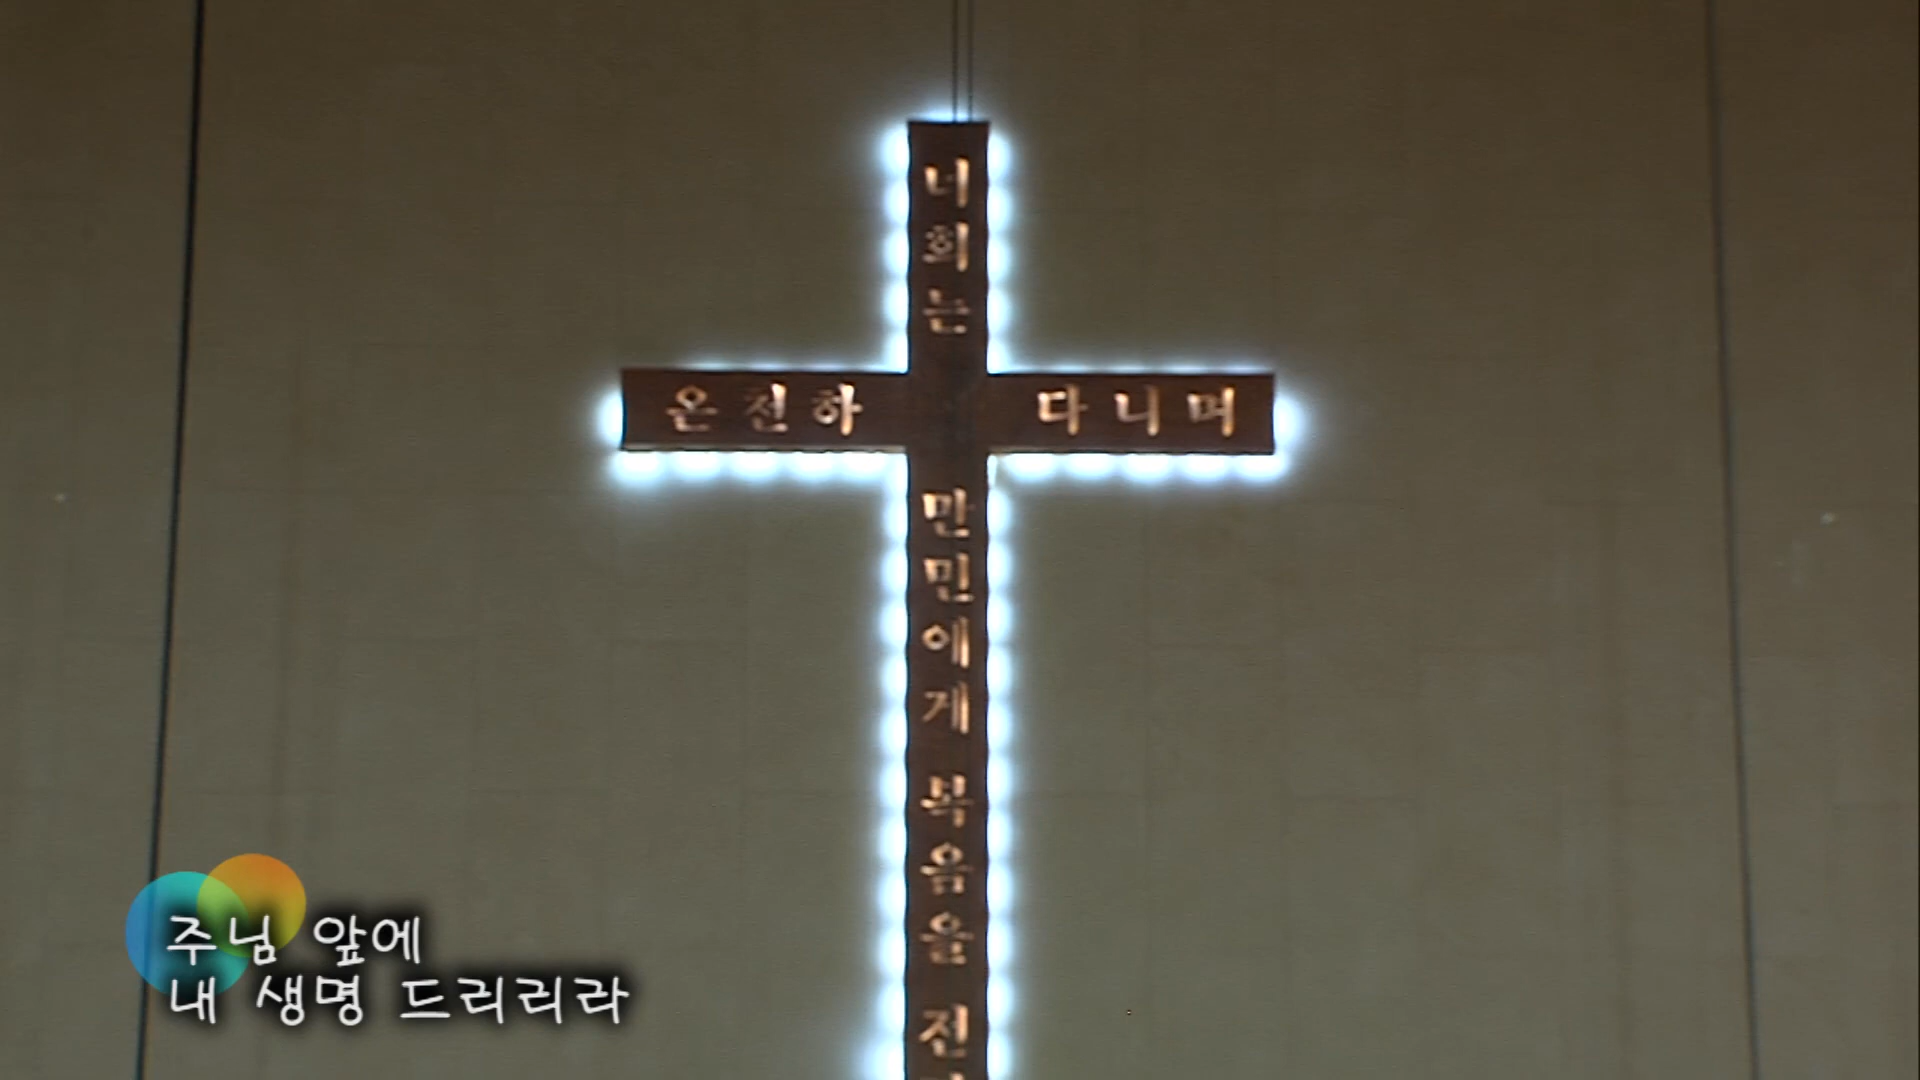 너희는
온천하 다니며
만민에게 복음을 전
주님 앞에
내 생명 드리리라